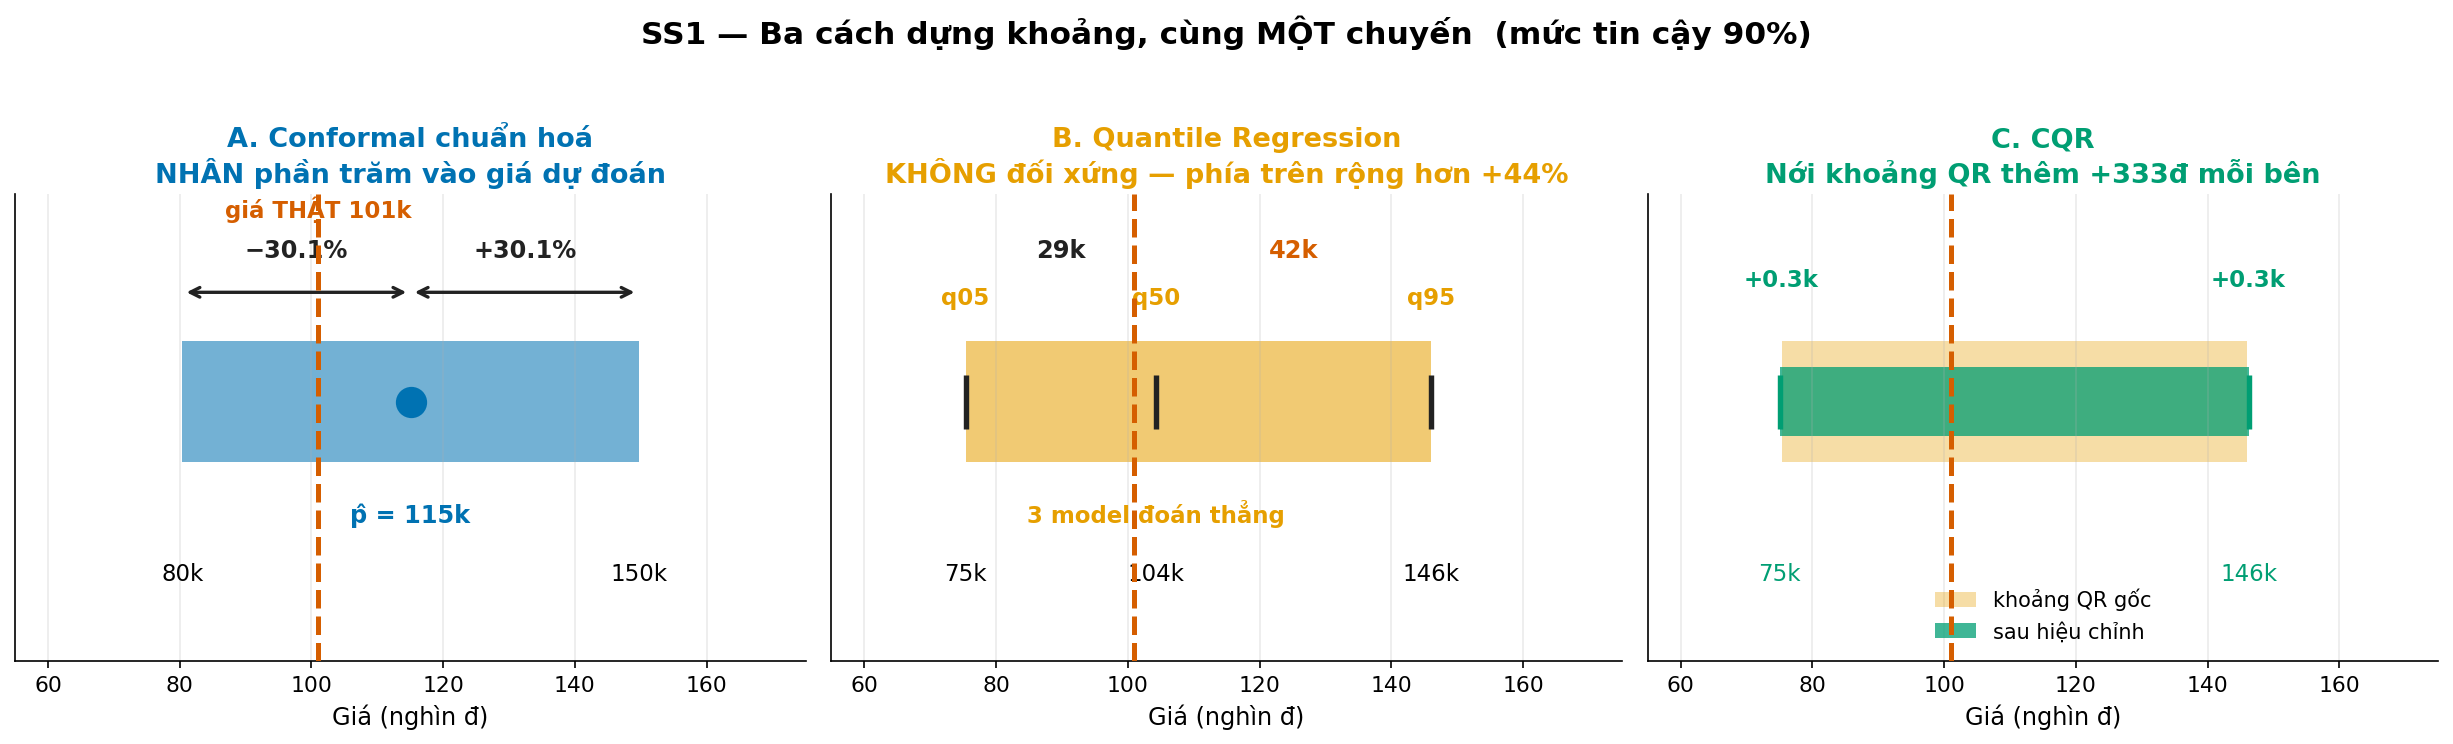 SS1 — Ba cách dựng khoảng, cùng MỘT chuyến (mức tin cậy 90%)
A. Conformal chuẩn hoá
NHÂN phần trăm vào giá dự đoán
giá THẬT 101k
−30.1%
+30.1%
p̂ = 115k
80k
150k
60
80
100
120
140
160
Giá (nghìn đ)
B. Quantile Regression
KHÔNG đối xứng — phía trên rộng hơn +44%
29k
42k
q05
q50
q95
3 model đoán thẳng
75k
104k
146k
60
80
100
120
140
160
Giá (nghìn đ)
C. CQR
Nới khoảng QR thêm +333đ mỗi bên
+0.3k
+0.3k
75k
146k
khoảng QR gốc
sau hiệu chỉnh
60
80
100
120
140
160
Giá (nghìn đ)